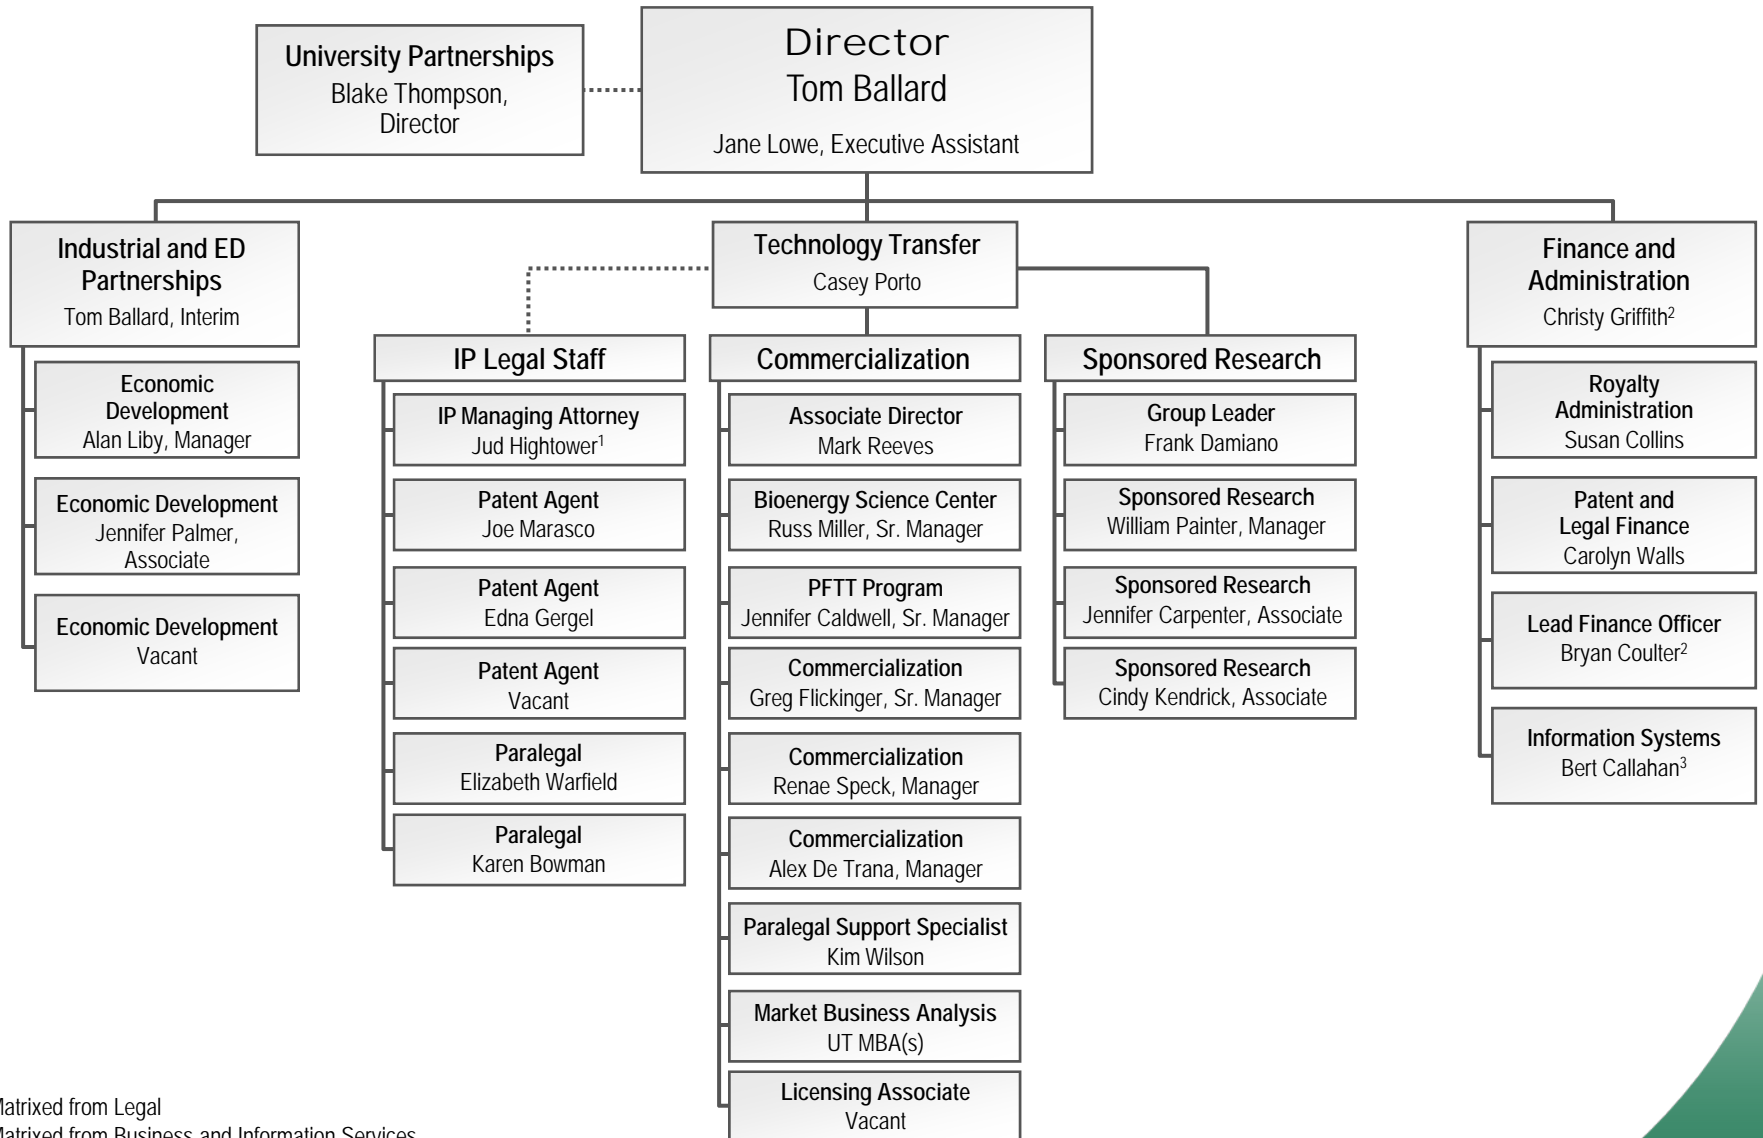 University Partnerships
Blake Thompson,
Director
Director
Tom Ballard
Jane Lowe, Executive Assistant
Industrial and ED
Partnerships
Tom Ballard, Interim
Economic
Development
Alan Liby, Manager
Economic Development
Jennifer Palmer,
Associate
Economic Development
Vacant
Technology Transfer
Casey Porto
IP Legal Staff
IP Managing Attorney
Jud Hightower1
Patent Agent
Joe Marasco
Patent Agent
Edna Gergel
Patent Agent
Vacant
Paralegal
Elizabeth Warfield
Paralegal
Karen Bowman
Commercialization
Associate Director
Mark Reeves
Bioenergy Science Center
Russ Miller, Sr. Manager
PFTT Program
Jennifer Caldwell, Sr. Manager
Commercialization
Greg Flickinger, Sr. Manager
Commercialization
Renae Speck, Manager
Commercialization
Alex De Trana, Manager
Paralegal Support Specialist
Kim Wilson
Market Business Analysis
UT MBA(s)
Licensing Associate
Vacant
Sponsored Research
Group Leader
Frank Damiano
Sponsored Research
William Painter, Manager
Sponsored Research
Jennifer Carpenter, Associate
Sponsored Research
Cindy Kendrick, Associate
Finance and
Administration
Christy Griffith2
Royalty
Administration
Susan Collins
Patent and
Legal Finance
Carolyn Walls
Lead Finance Officer
Bryan Coulter2
Information Systems
Bert Callahan3
Matrixed from Legal
Matrixed from Business and Information Services